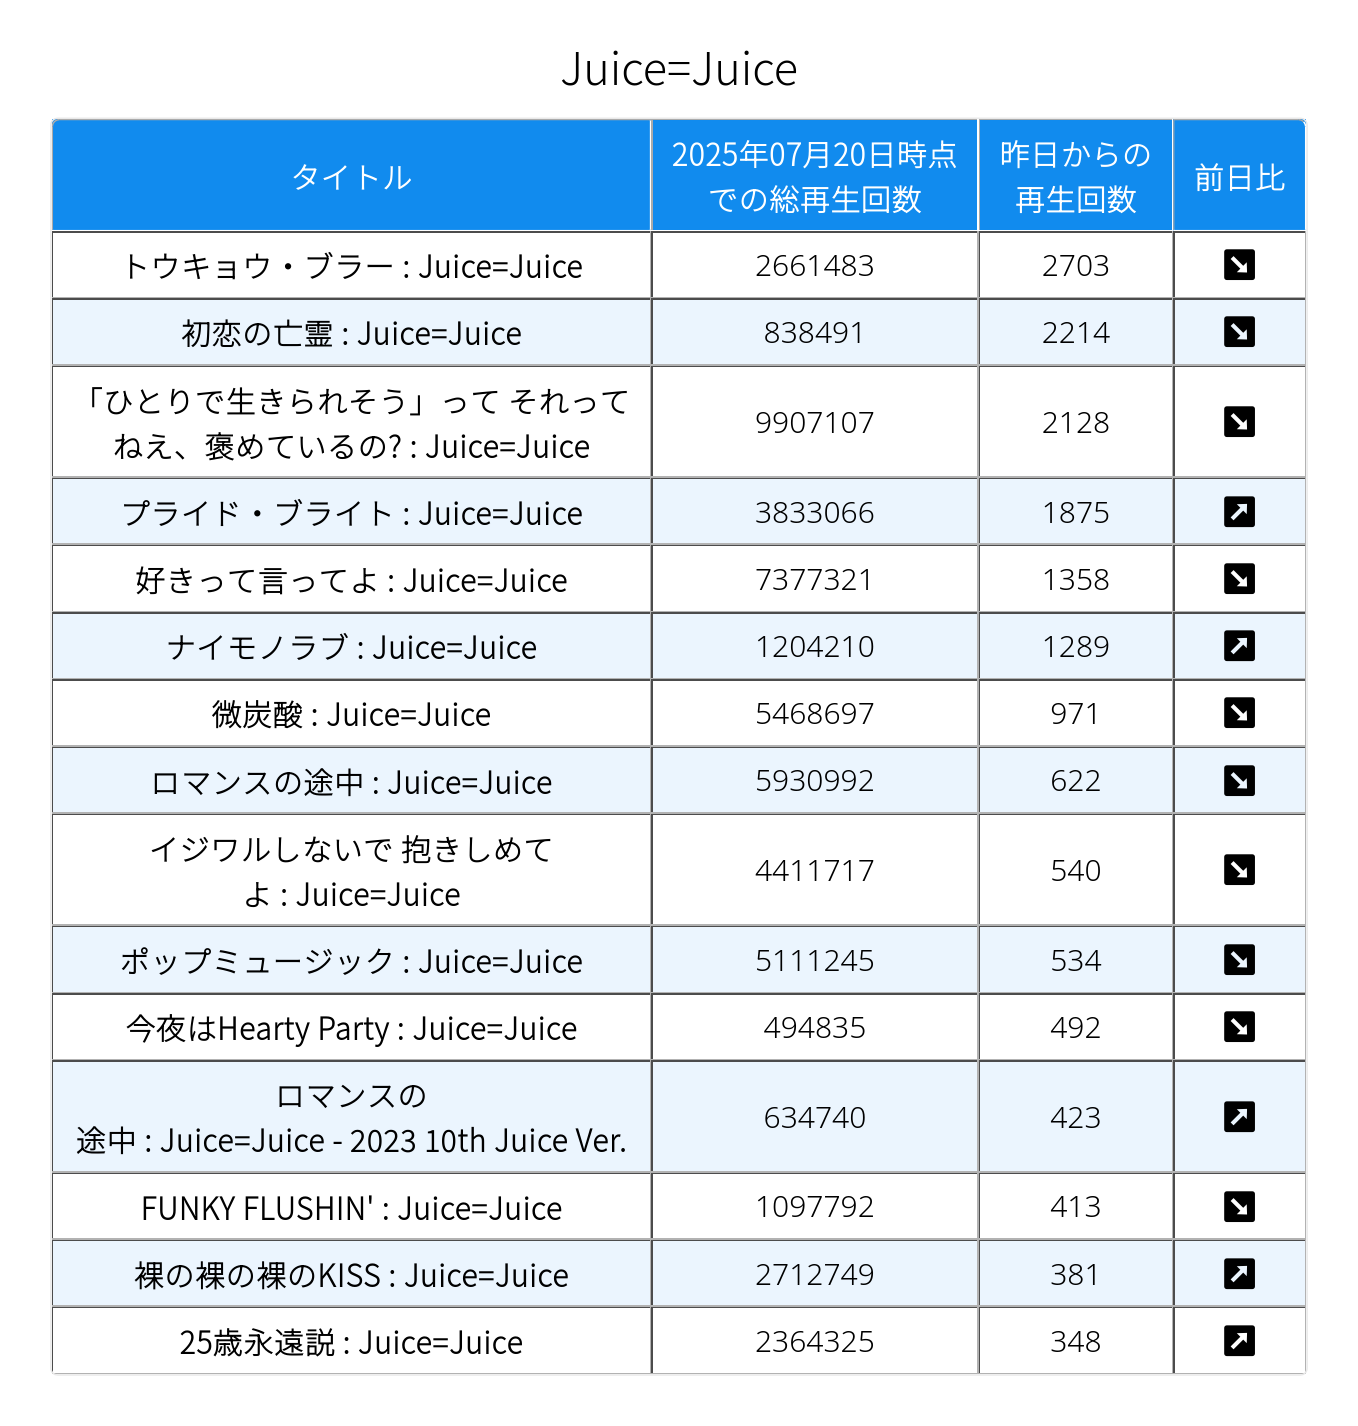 Juice=Juice
タイトル
2025年07月20日時点
での総再生回数
昨日からの
再生回数
前日比
トウキョウ・ブラー : Juice=Juice 2661483 2703
初恋の亡霊 : Juice=Juice 838491 2214
「ひとりで生きられそう」って それって
ねえ、褒めているの? : Juice=Juice 9907107 2128
プライド・ブライト : Juice=Juice 3833066 1875
好きって言ってよ : Juice=Juice 7377321 1358
ナイモノラブ : Juice=Juice 1204210 1289
微炭酸 : Juice=Juice 5468697 971
ロマンスの途中 : Juice=Juice 5930992 622
イジワルしないで 抱きしめて
よ : Juice=Juice 4411717 540
ポップミュージック : Juice=Juice 5111245 534
今夜はHearty Party : Juice=Juice 494835 492
ロマンスの
途中 : Juice=Juice - 2023 10th Juice Ver. 634740 423
FUNKY FLUSHIN' : Juice=Juice 1097792 413
裸の裸の裸のKISS : Juice=Juice 2712749 381
25歳永遠説 : Juice=Juice 2364325 348